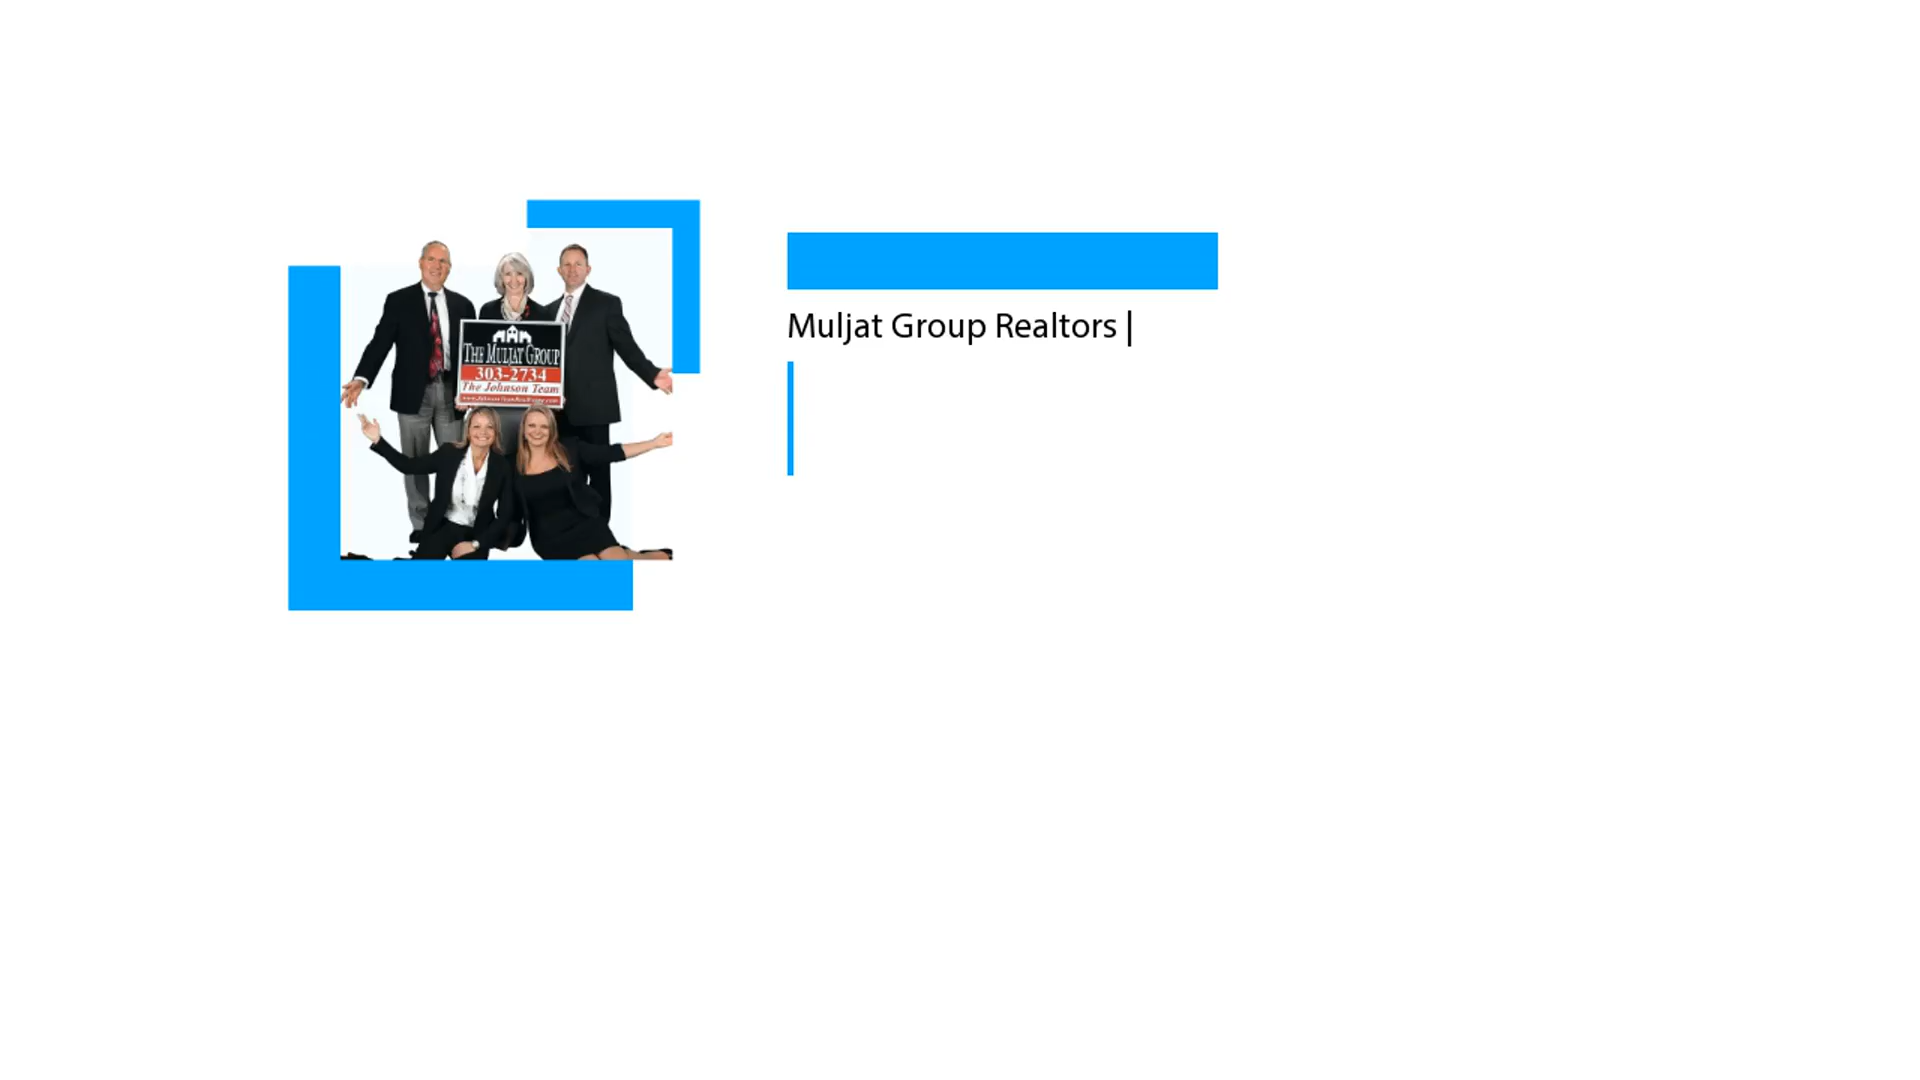 Muljat Group Realtors |
THE MULJAT GROUP
303-2734
The Johnson Team